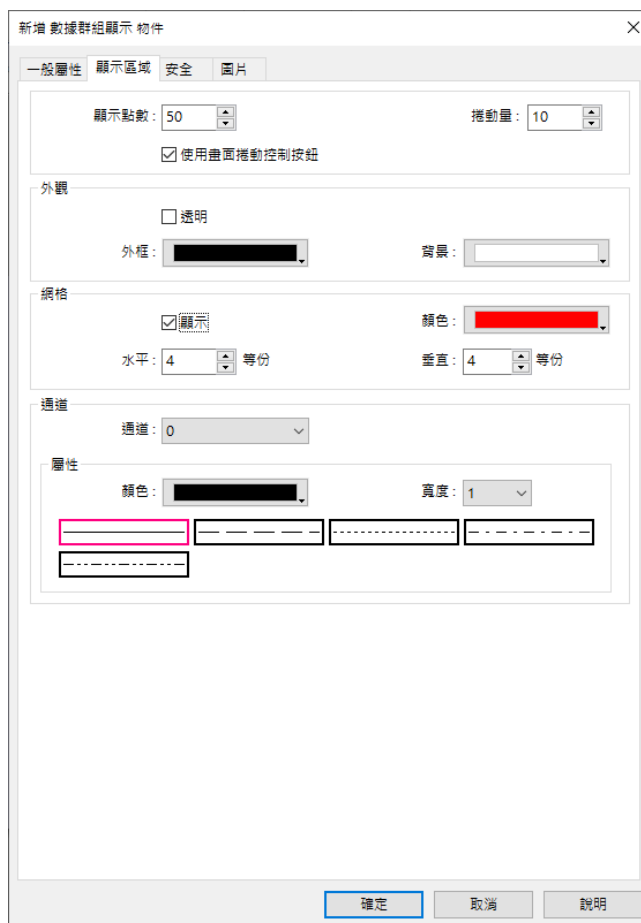 新增 數據群組顯示 物件
一般屬性 顯示區域 安全 圖片
顯示點數 : 50 捲動量 : 10
使用畫面捲動控制按鈕
外觀
透明
外框 : 背景 :
網格
顯示 顏色 :
水平 : 4 等份 垂直 : 4 等份
通道
通道 : 0
屬性
顏色 : 寬度 : 1
確定 取消 說明